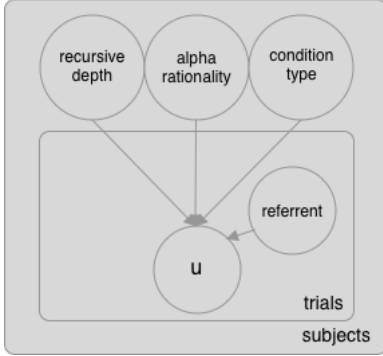 recursive
depth
alpha
rationality
condition
type
referrent
u
trials
subjects